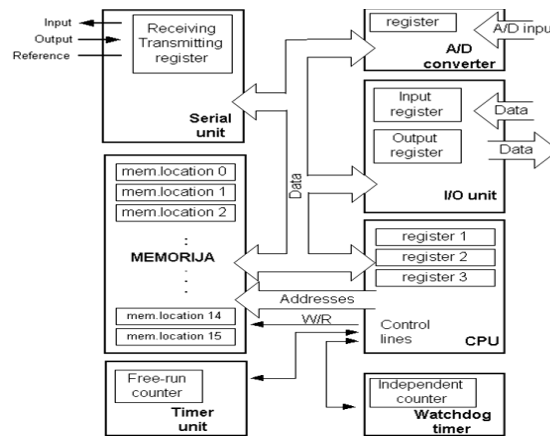 Input
Output
Reference
Receiving
Transmitting
register
Serial
unit
register
A/D
converter
A/D input
Input
register
Output
register
I/O unit
Data
Data
Data
mem.location 0
mem.location 1
mem.location 2
MEMORIJA
mem.location 14
mem.location 15
register 1
register 2
register 3
Addresses
W/R
Control
lines
CPU
Free-run
counter
Timer
unit
Independent
counter
Watchdog
timer